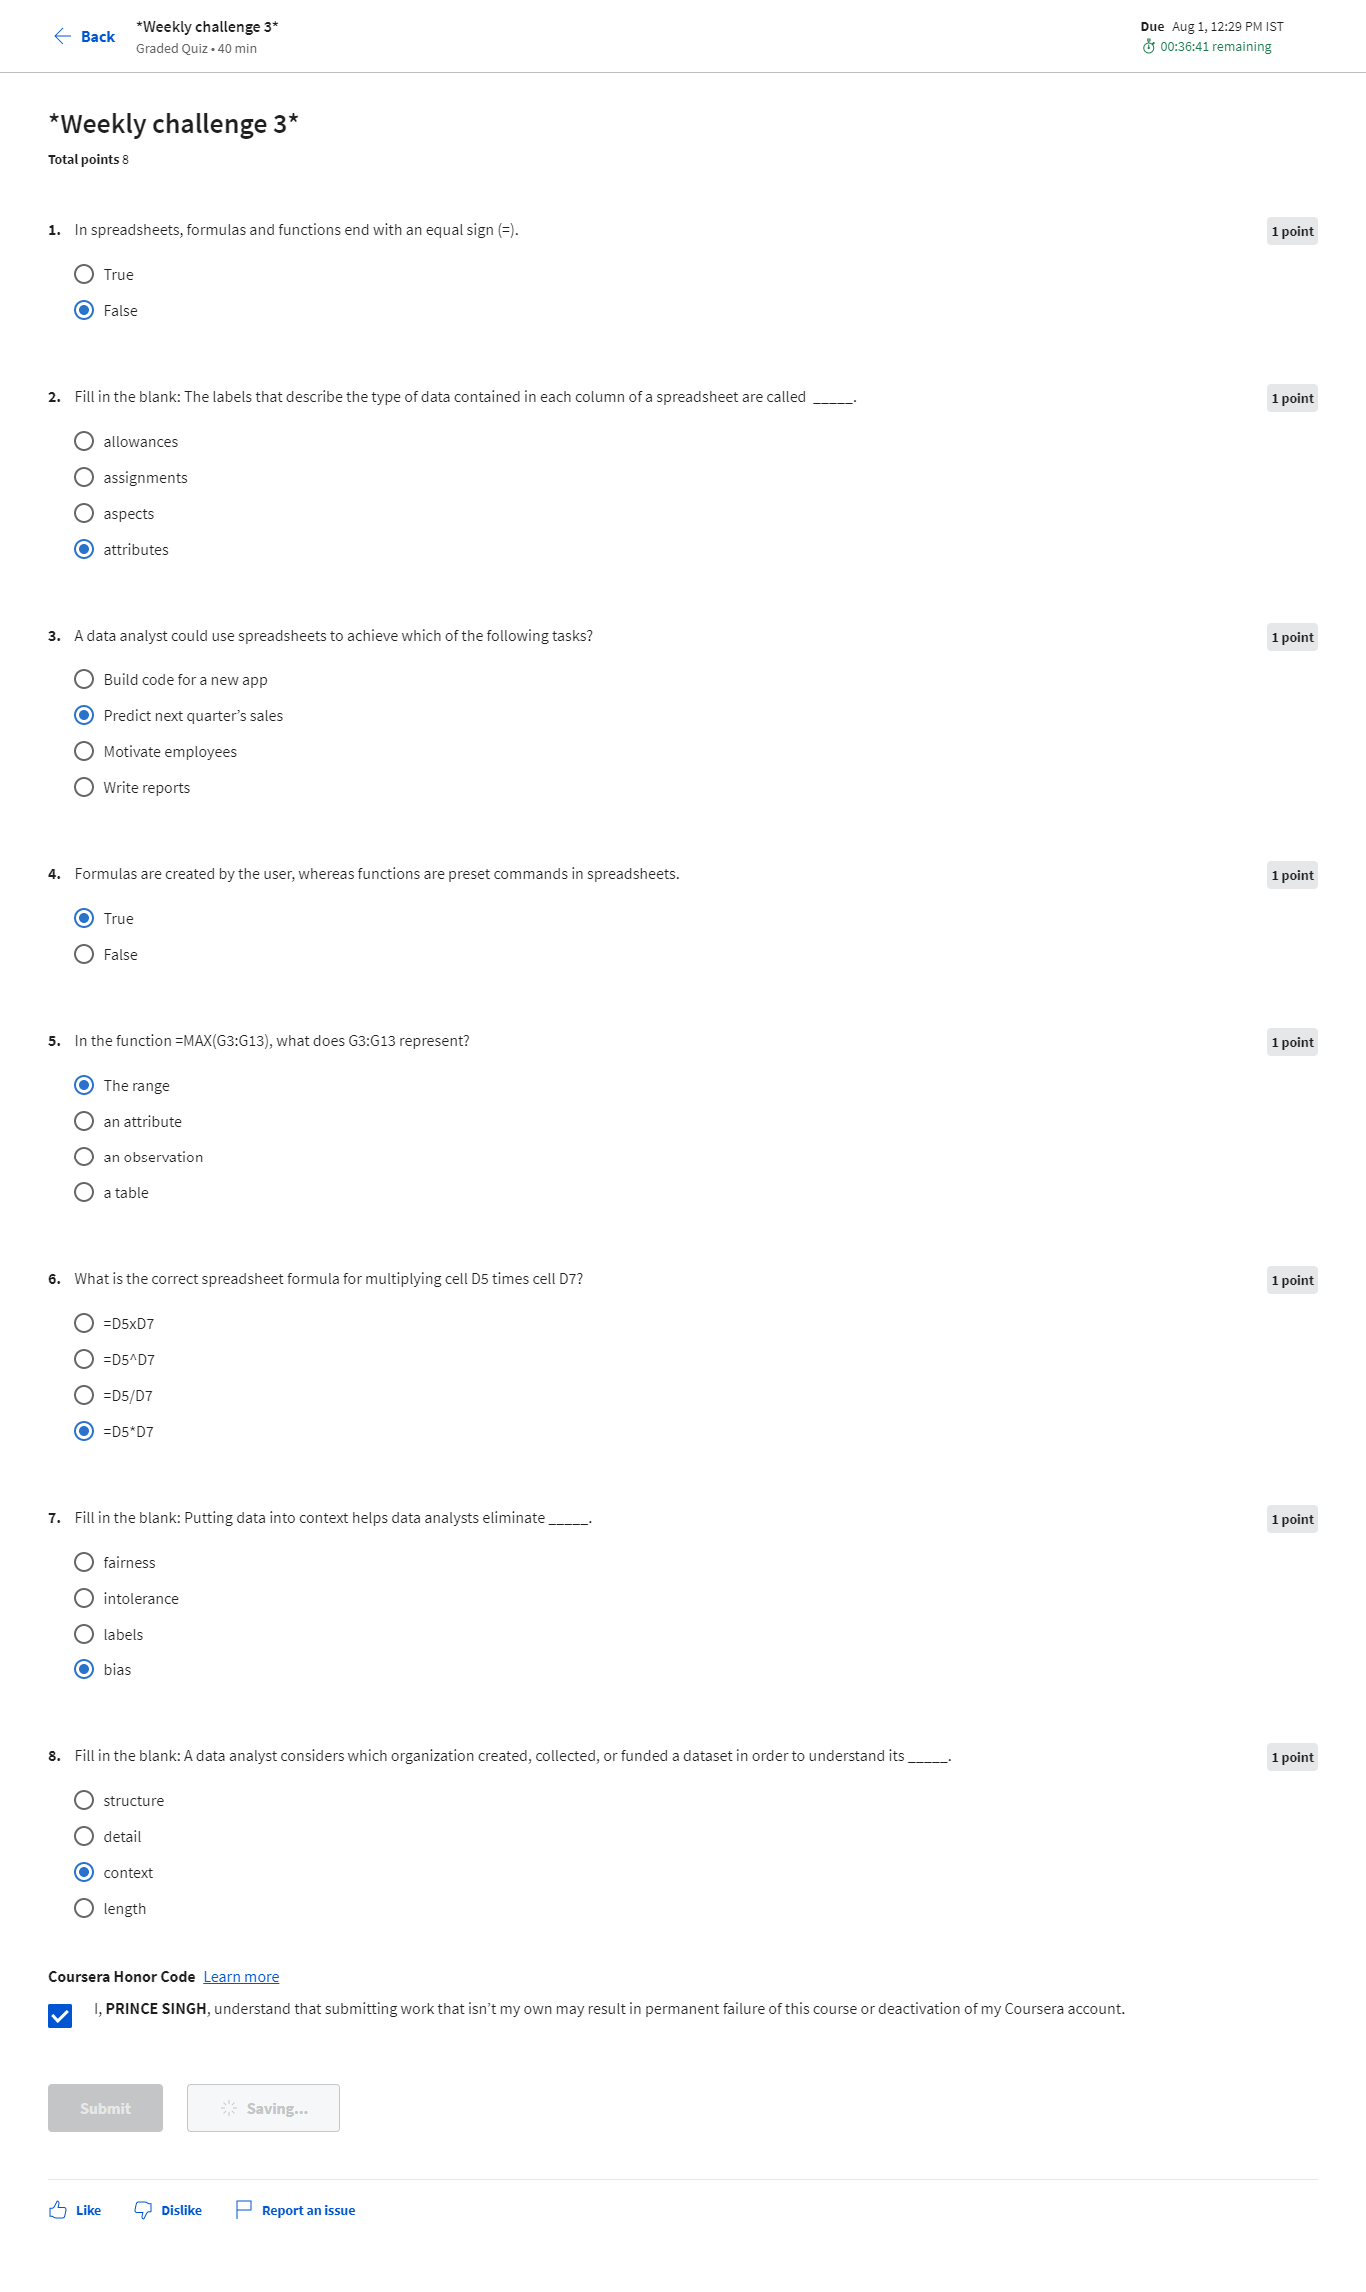 Back
*Weekly challenge 3*
Graded Quiz • 40 min
Due Aug 1, 12:29 PM IST
00:36:41 remaining
*Weekly challenge 3*
Total points 8
1. In spreadsheets, formulas and functions end with an equal sign (=).
1 point
True
False
2. Fill in the blank: The labels that describe the type of data contained in each column of a spreadsheet are called _____.
1 point
allowances
assignments
aspects
attributes
3. A data analyst could use spreadsheets to achieve which of the following tasks?
1 point
Build code for a new app
Predict next quarter’s sales
Motivate employees
Write reports
4. Formulas are created by the user, whereas functions are preset commands in spreadsheets.
1 point
True
False
5. In the function =MAX(G3:G13), what does G3:G13 represent?
1 point
The range
an attribute
an observation
a table
6. What is the correct spreadsheet formula for multiplying cell D5 times cell D7?
1 point
=D5xD7
=D5^D7
=D5/D7
=D5*D7
7. Fill in the blank: Putting data into context helps data analysts eliminate _____.
1 point
fairness
intolerance
labels
bias
8. Fill in the blank: A data analyst considers which organization created, collected, or funded a dataset in order to understand its _____.
1 point
structure
detail
context
length
Coursera Honor Code Learn more
I, PRINCE SINGH, understand that submitting work that isn’t my own may result in permanent failure of this course or deactivation of my Coursera account.
Submit
Saving...
Like
Dislike
Report an issue